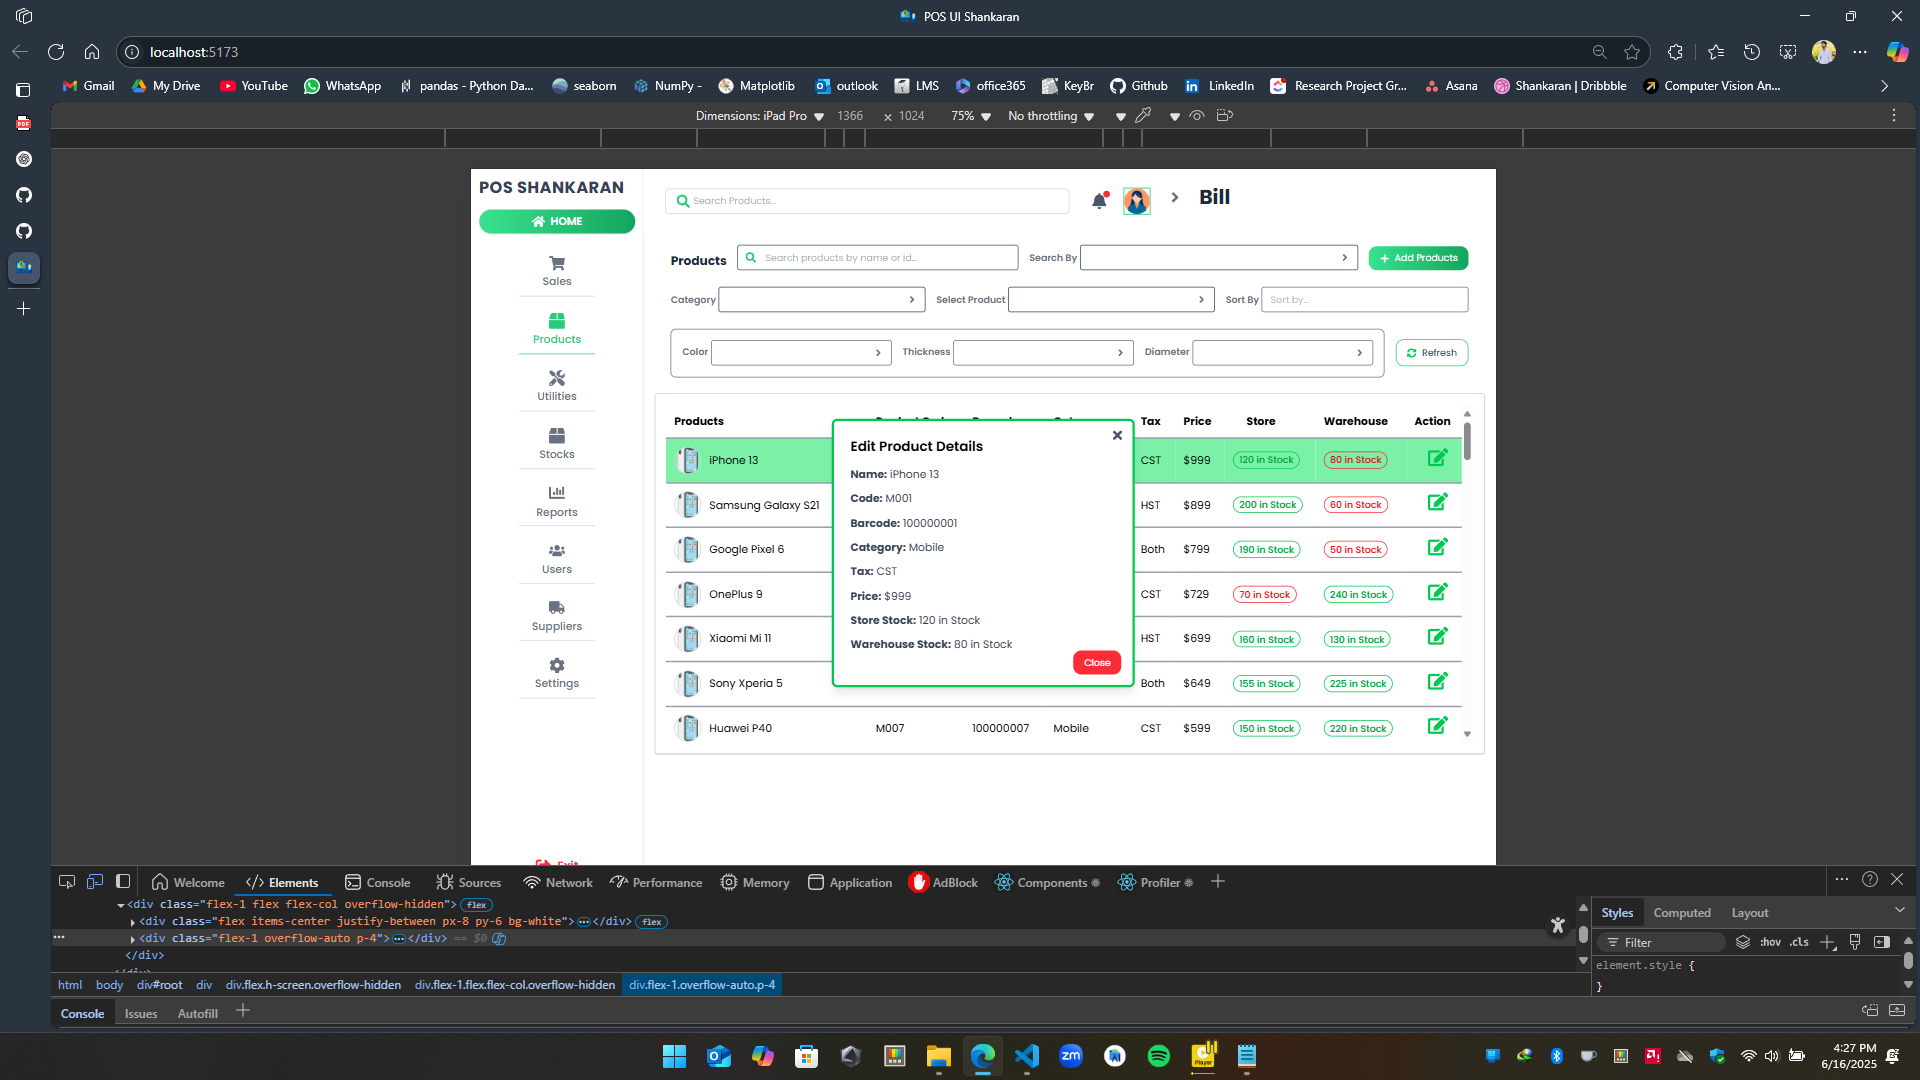 POS UI Shankaran
localhost:5173
Gmail My Drive YouTube WhatsApp pandas - Python Da... seaborn NumPy - Matplotlib outlook LMS office365 KeyBr Github LinkedIn Research Project Gr... Asana Shankaran | Dribbble Computer Vision An...
Dimensions: iPad Pro 1366 × 1024 75% No throttling
POS SHANKARAN
HOME
Sales
Products
Utilities
Stocks
Reports
Users
Suppliers
Settings
Exit
Search Products...
Bill
Products Search products by name or id... Search By + Add Products
Category Select Product Sort By Sort by...
Color Thickness Diameter Refresh
Products Tax Price Store Warehouse Action
iPhone 13 CST $999 120 in Stock 80 in Stock
Samsung Galaxy S21 HST $899 200 in Stock 60 in Stock
Google Pixel 6 Both $799 190 in Stock 50 in Stock
OnePlus 9 CST $729 70 in Stock 240 in Stock
Xiaomi Mi 11 HST $699 160 in Stock 130 in Stock
Sony Xperia 5 Both $649 155 in Stock 225 in Stock
Huawei P40 M007 100000007 Mobile CST $599 150 in Stock 220 in Stock
Edit Product Details
Name: iPhone 13
Code: M001
Barcode: 100000001
Category: Mobile
Tax: CST
Price: $999
Store Stock: 120 in Stock
Warehouse Stock: 80 in Stock
Close
Welcome Elements Console Sources Network Performance Memory Application AdBlock Components Profiler
<div class="flex-1 flex flex-col overflow-hidden"> flex
<div class="flex items-center justify-between px-8 py-6 bg-white"> </div> flex
<div class="flex-1 overflow-auto p-4"> </div> == $0
</div>
html body div#root div div.flex.h-screen.overflow-hidden div.flex-1.flex.flex-col.overflow-hidden div.flex-1.overflow-auto.p-4
Styles Computed Layout
Filter :hov .cls
element.style {
}
Console Issues Autofill
4:27 PM
6/16/2025